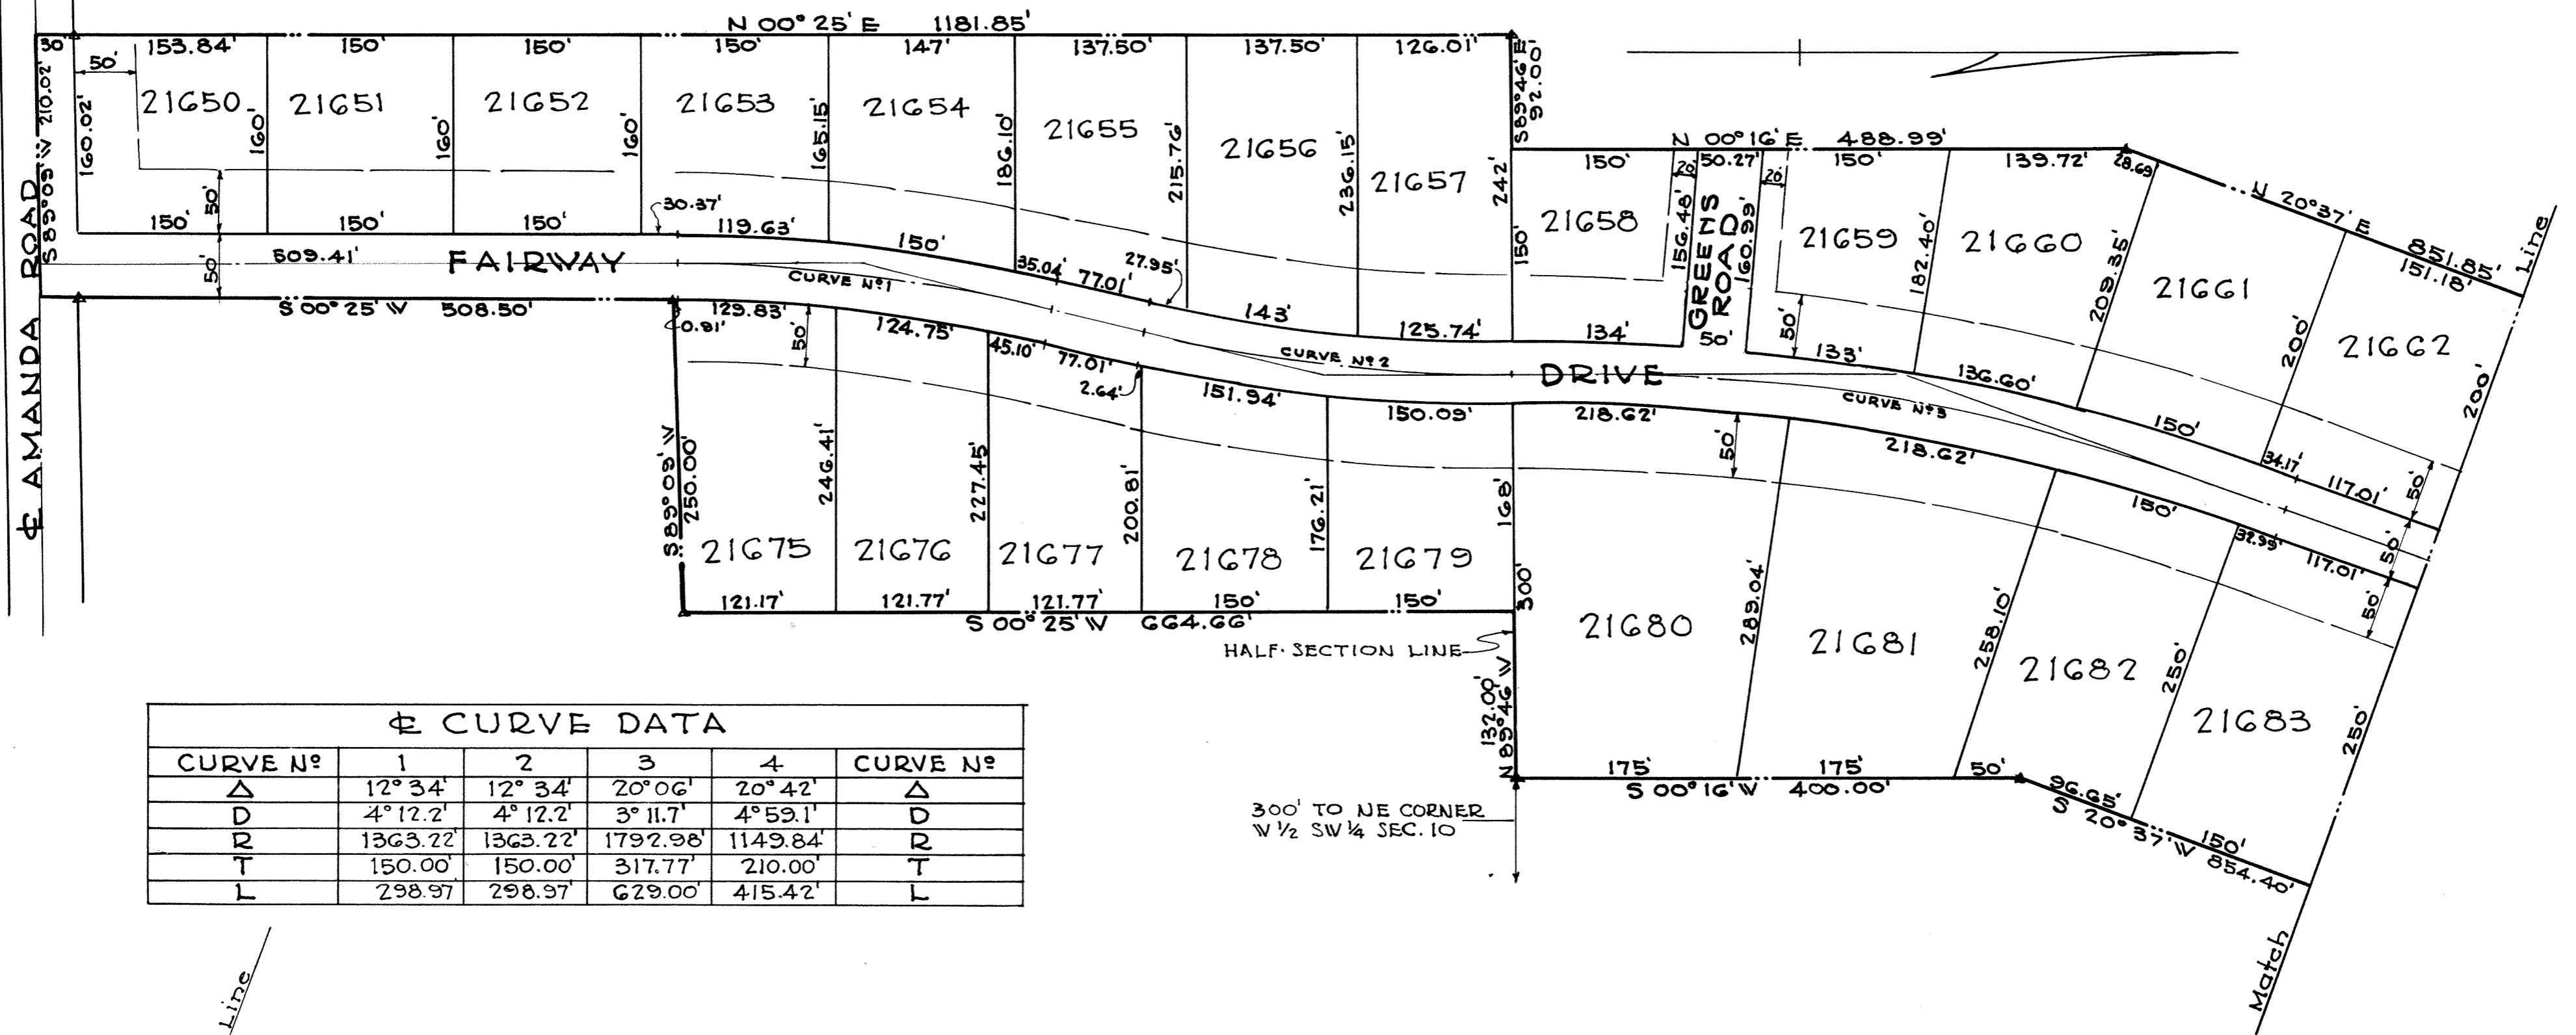 N 00° 25' E 1181.85'
30' 153.84' 150' 150' 150' 147' 137.50' 137.50' 126.01'
S 89° 46' E
92.00'
50'
S 89° 09' W 210.02'
160.02' 160' 160' 160' 165.15' 186.10' 215.76' 236.15' 242'
21650 21651 21652 21653 21654 21655 21656 21657
50'
150' 150' 150' 30.37' 119.63' 150' 35.04' 77.01' 27.95' 143' 125.74'
150'
N 00° 16' E 488.99'
150' 20' 50.27' 20' 150' 139.72' 28.69'
N 20° 37' E 851.85'
151.18'
Line
21658 156.48' GREENS ROAD 160.99' 21659 182.40' 21660 209.35' 21661 200' 21662 200'
134' 50' 50' 133' 136.60' 150' 34.17' 117.01' 50'
℄ AMANDA ROAD
509.41' FAIRWAY 50'
CURVE Nº 1
CURVE Nº 2
DRIVE
CURVE Nº 3
50'
S 00° 25' W 508.50'
0.91' 129.83' 50' 124.75' 45.10' 77.01' 2.64' 151.94' 150.09' 218.62' 50' 218.62' 150' 32.99' 117.01' 50'
S 89° 09' W
250.00' 246.41' 227.45' 200.81' 176.21' 168' 300' 289.04' 258.10' 250' 250'
21675 21676 21677 21678 21679
21680 21681 21682 21683
121.17' 121.77' 121.77' 150' 150'
S 00° 25' W 664.66'
HALF-SECTION LINE
132.00'
N 89° 46' W
175' 175' 50' 96.65' 150'
S 00° 16' W 400.00'
S 20° 37' W 854.40'
300' TO NE CORNER
W ½ SW ¼ SEC. 10
℄ CURVE DATA
CURVE Nº 1 2 3 4 CURVE Nº
Δ 12° 34' 12° 34' 20° 06' 20° 42' Δ
D 4° 12.2' 4° 12.2' 3° 11.7' 4° 59.1' D
R 1363.22' 1363.22' 1792.98' 1149.84' R
T 150.00' 150.00' 317.77' 210.00' T
L 298.97 298.97' 629.00' 415.42' L
Line
Match